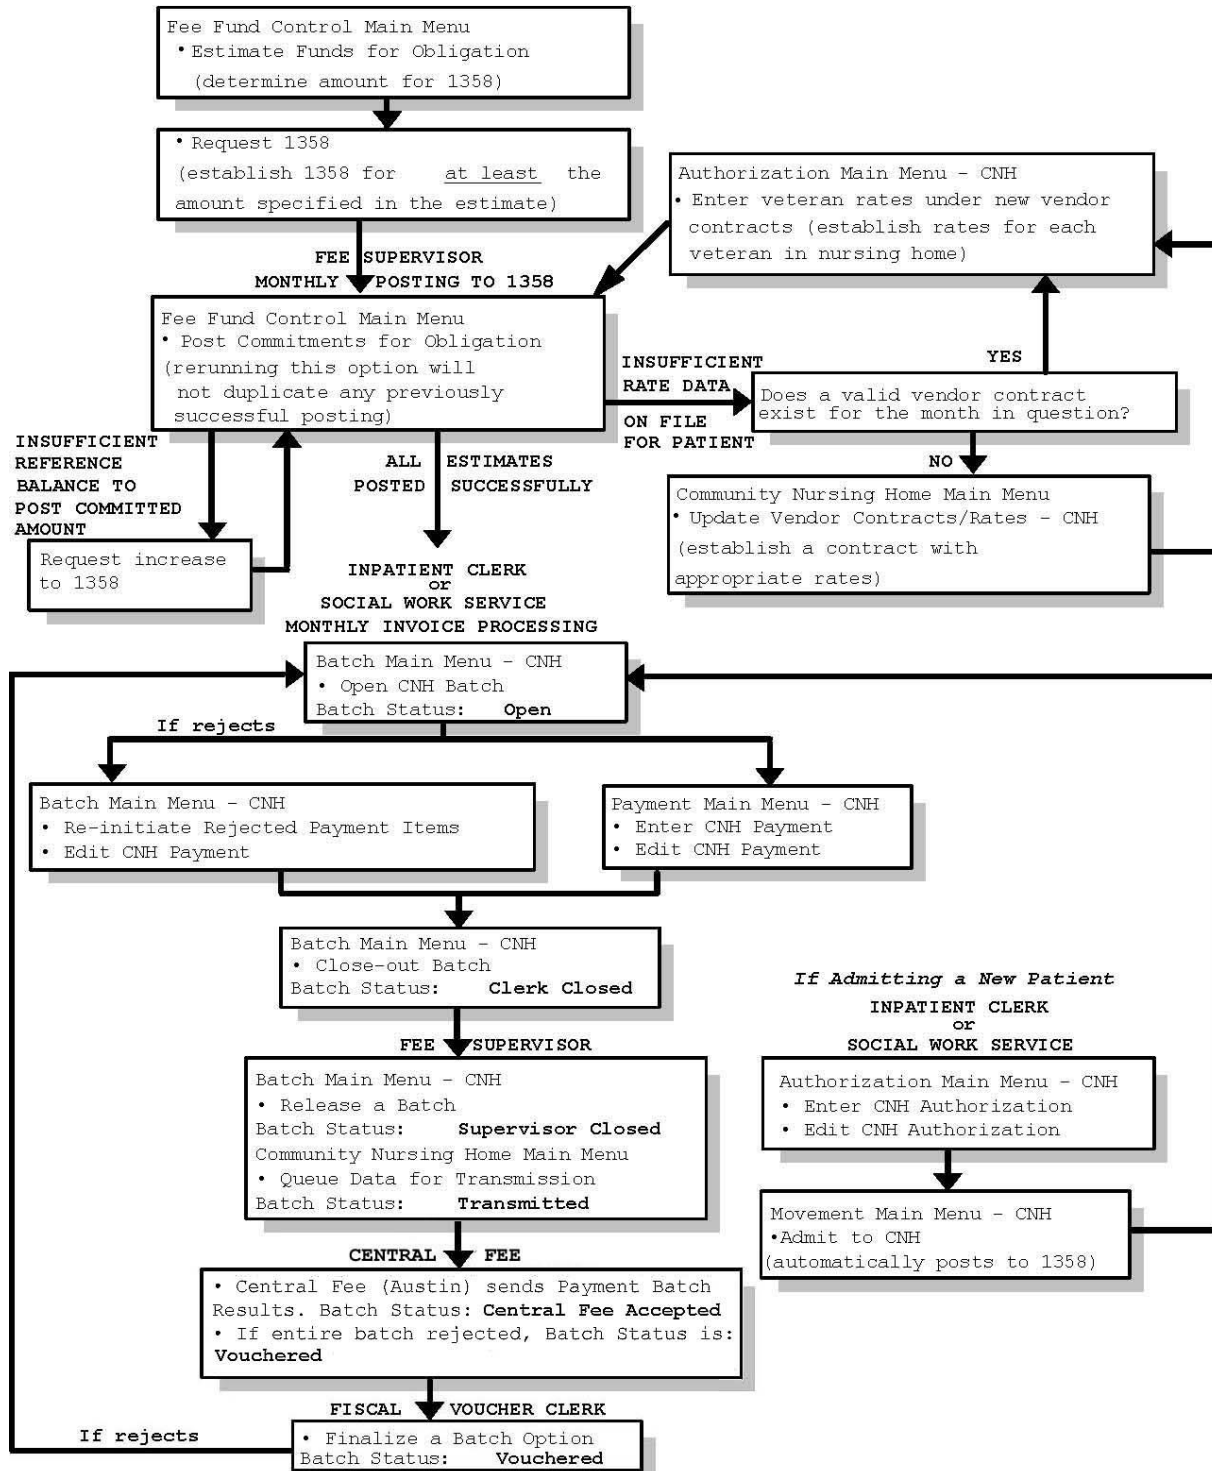 Fee Fund Control Main Menu
• Estimate Funds for Obligation
(determine amount for 1358)
• Request 1358
(establish 1358 for at least the
amount specified in the estimate)
FEE SUPERVISOR
MONTHLY POSTING TO 1358
Authorization Main Menu - CNH
• Enter veteran rates under new vendor
contracts (establish rates for each
veteran in nursing home)
Fee Fund Control Main Menu
• Post Commitments for Obligation
(rerunning this option will
not duplicate any previously
successful posting)
INSUFFICIENT
RATE DATA
ON FILE
FOR PATIENT
YES
Does a valid vendor contract
exist for the month in question?
NO
Community Nursing Home Main Menu
• Update Vendor Contracts/Rates - CNH
(establish a contract with
appropriate rates)
INSUFFICIENT
REFERENCE
BALANCE TO
POST COMMITTED
AMOUNT
Request increase
to 1358
ALL ESTIMATES
POSTED SUCCESSFULLY
INPATIENT CLERK
or
SOCIAL WORK SERVICE
MONTHLY INVOICE PROCESSING
Batch Main Menu - CNH
• Open CNH Batch
Batch Status: Open
If rejects
Batch Main Menu - CNH
• Re-initiate Rejected Payment Items
• Edit CNH Payment
Payment Main Menu - CNH
• Enter CNH Payment
• Edit CNH Payment
Batch Main Menu - CNH
• Close-out Batch
Batch Status: Clerk Closed
FEE SUPERVISOR
Batch Main Menu - CNH
• Release a Batch
Batch Status: Supervisor Closed
Community Nursing Home Main Menu
• Queue Data for Transmission
Batch Status: Transmitted
If Admitting a New Patient
INPATIENT CLERK
or
SOCIAL WORK SERVICE
Authorization Main Menu - CNH
• Enter CNH Authorization
• Edit CNH Authorization
Movement Main Menu - CNH
•Admit to CNH
(automatically posts to 1358)
CENTRAL FEE
• Central Fee (Austin) sends Payment Batch
Results. Batch Status: Central Fee Accepted
• If entire batch rejected, Batch Status is:
Vouchered
FISCAL VOUCHER CLERK
If rejects
• Finalize a Batch Option
Batch Status: Vouchered